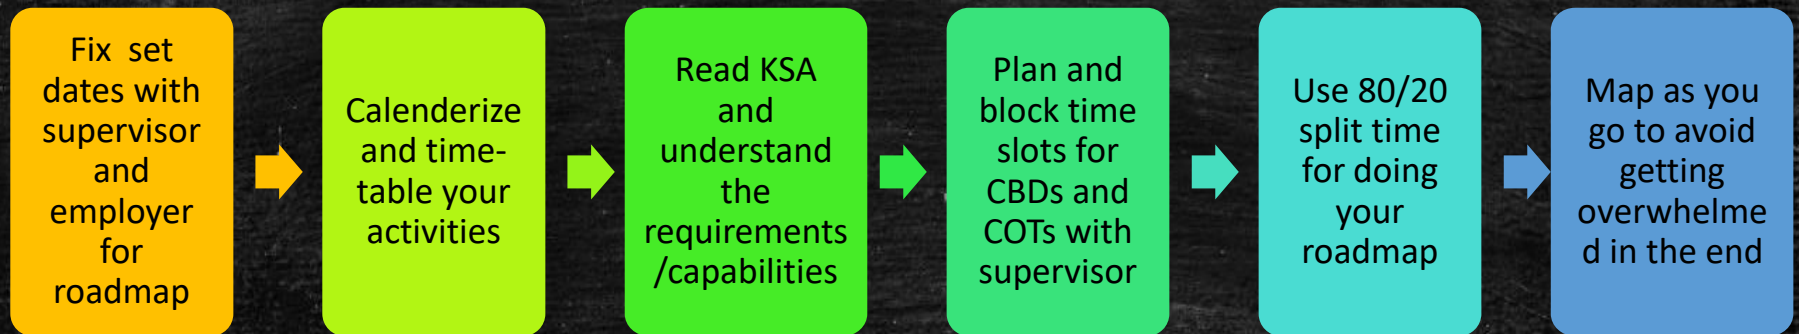 Fix set
dates with
supervisor
and
employer
for
roadmap
Calenderize
and time-
table your
activities
Read KSA
and
understand
the
requirements
/capabilities
Plan and
block time
slots for
CBDs and
COTs with
supervisor
Use 80/20
split time
for doing
your
roadmap
Map as you
go to avoid
getting
overwhelme
d in the end